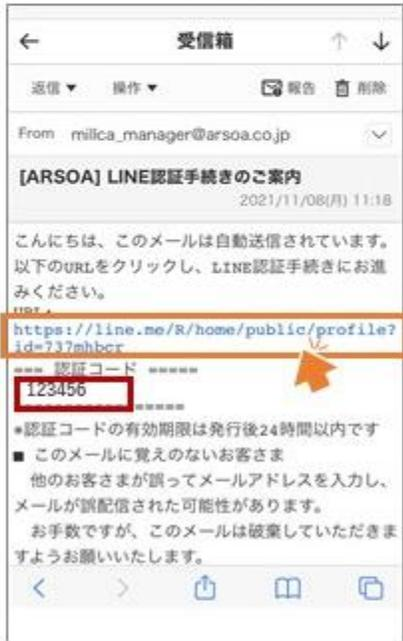 受信箱
返信 ▼ 操作 ▼ 報告 削除
From milica_manager@arsoa.co.jp
[ARSOA] LINE認証手続きのご案内
2021/11/08(月) 11:18
こんにちは、このメールは自動送信されています。
以下のURLをクリックし、LINE認証手続きにお進
みください。
URL:
https://line.me/R/home/public/profile?
id=737mhbcr
=== 認証コード =====
123456
*認証コードの有効期限は発行後24時間以内です
■ このメールに覚えのないお客さま
他のお客さまが誤ってメールアドレスを入力し、
メールが誤配信された可能性があります。
お手数ですが、このメールは破棄していただきま
すようお願いいたします。